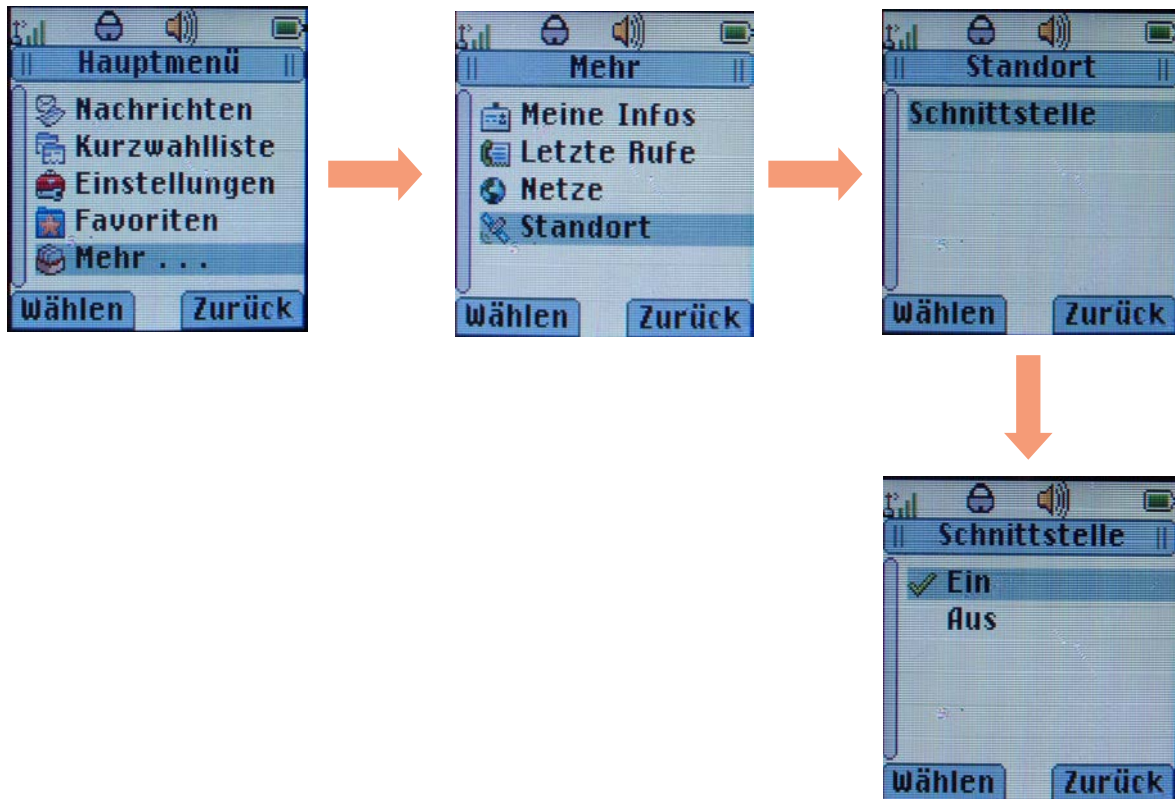 Hauptmenü
Nachrichten
Kurzwahlliste
Einstellungen
Favoriten
Mehr . . .
Wählen Zurück
Mehr
Meine Infos
Letzte Rufe
Netze
Standort
Wählen Zurück
Standort
Schnittstelle
Wählen Zurück
Schnittstelle
Ein
Aus
Wählen Zurück